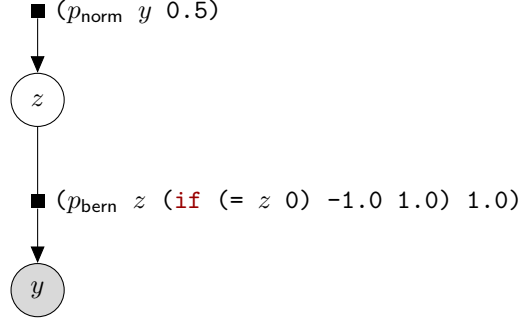 (p_norm y 0.5)
z
(p_bern z (if (= z 0) -1.0 1.0) 1.0)
y